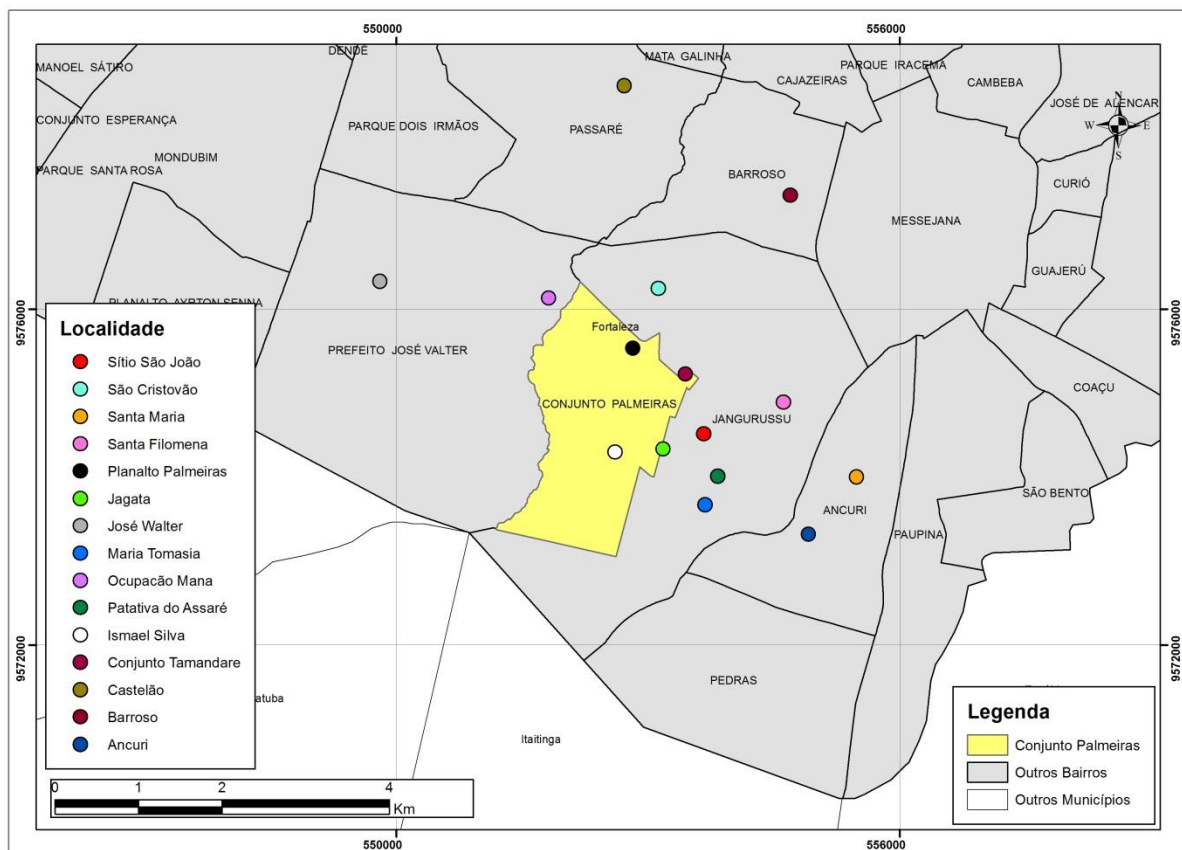 550000
556000
DENDÊ
MANOEL SÁTIRO
MATA GALINHA
PARQUE IRACEMA
CAJAZEIRAS
CAMBEBA
JOSÉ DE ALENCAR
CONJUNTO ESPERANÇA
PARQUE DOIS IRMÃOS
PASSARÉ
N
W
E
S
MONDUBIM
PARQUE SANTA ROSA
BARROSO
CURIÓ
MESSEJANA
GUAJERÚ
PLANALTO AYRTON SENNA
9576000
9576000
Fortaleza
PREFEITO JOSÉ VALTER
COAÇU
CONJUNTO PALMEIRAS
JANGURUSSU
SÃO BENTO
ANCURI
PAUPINA
9572000
9572000
PEDRAS
atuba
Itaitinga
Localidade
Sítio São João
São Cristovão
Santa Maria
Santa Filomena
Planalto Palmeiras
Jagata
José Walter
Maria Tomasia
Ocupacão Mana
Patativa do Assaré
Ismael Silva
Conjunto Tamandare
Castelão
Barroso
Ancuri
0 1 2 4
Km
Legenda
Conjunto Palmeiras
Outros Bairros
Outros Municípios
550000
556000